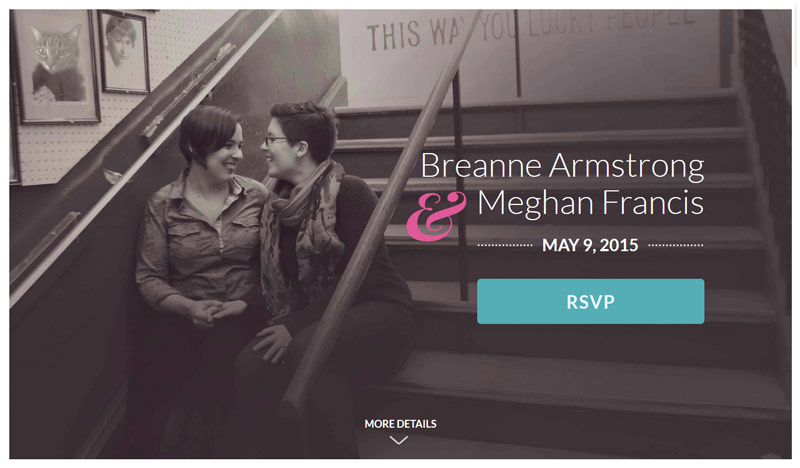 THIS WAY YOU LUCKY PEOPLE
Breanne Armstrong
& Meghan Francis
MAY 9, 2015
RSVP
MORE DETAILS